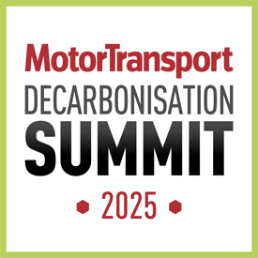 MotorTransport
DECARBONISATION
SUMMIT
2025